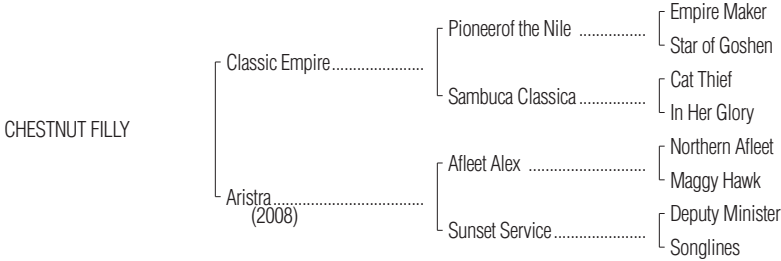 Empire Maker
Pioneerof the Nile ................
Star of Goshen
Classic Empire......................
Cat Thief
Sambuca Classica ................
In Her Glory
CHESTNUT FILLY
Northern Afleet
Afleet Alex ............................
Maggy Hawk
Aristra....................................
(2008)
Deputy Minister
Sunset Service......................
Songlines